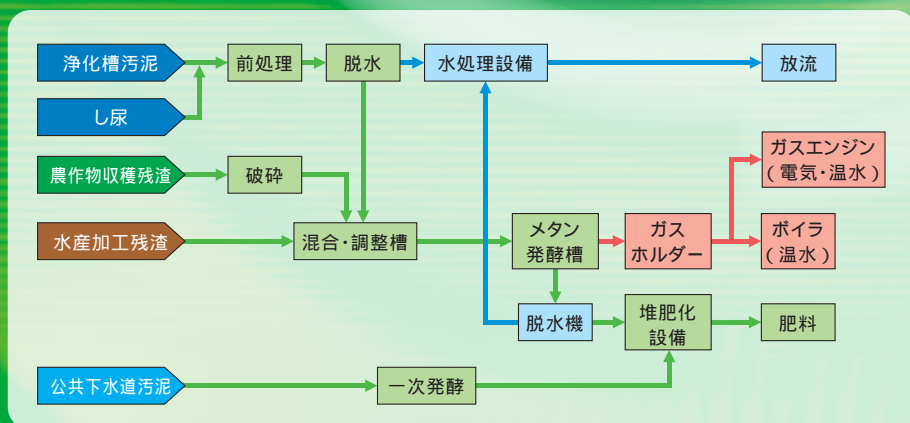 浄化槽汚泥
前処理
脱水
水処理設備
放流
し尿
農作物収穫残渣
破砕
ガスエンジン
(電気・温水)
水産加工残渣
混合・調整槽
メタン
発酵槽
ガス
ホルダー
ボイラ
(温水)
脱水機
堆肥化
設備
肥料
公共下水道汚泥
一次発酵